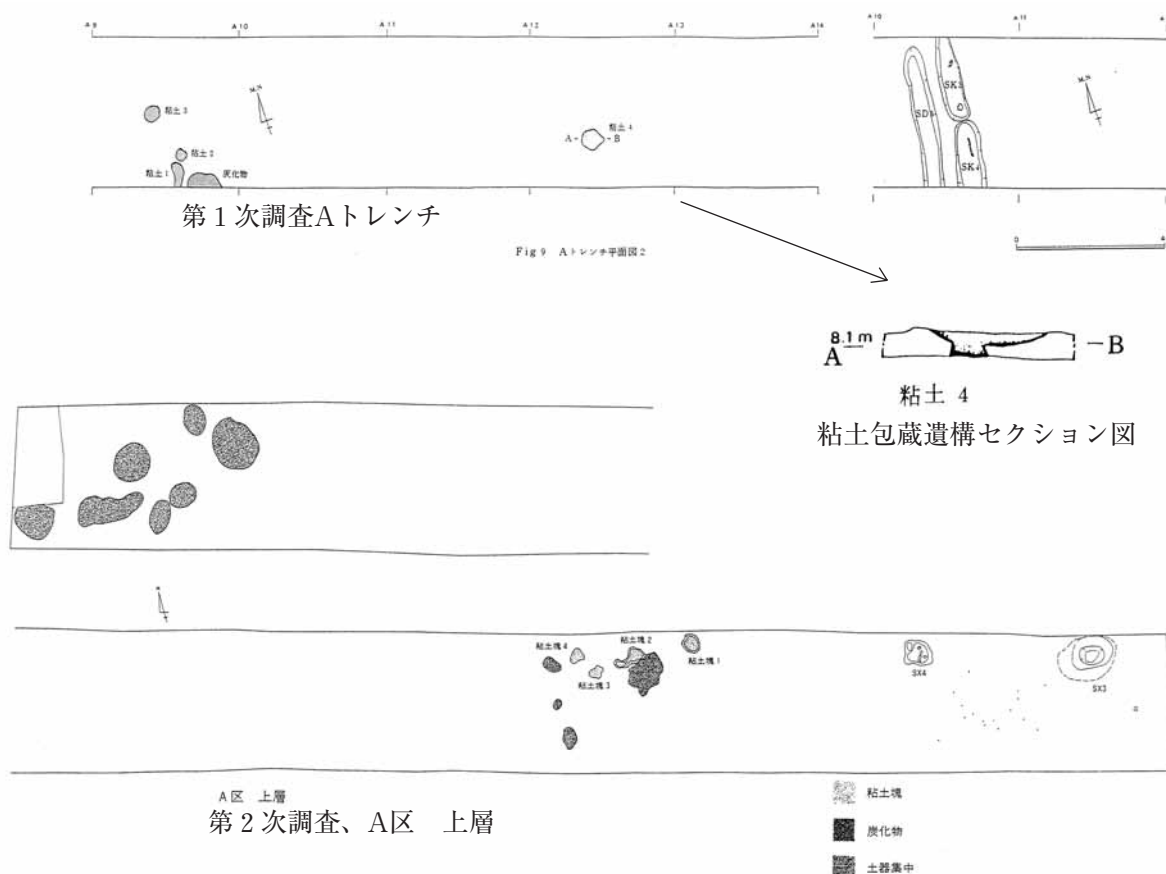 A9 A10 A11 A12 A13 A14 A10 A11
粘土3
M.N
粘土4
A B
M.N
SK3
SD1
SK4
粘土2
粘土1 炭化物
第1次調査Aトレンチ
Fig 9 Aトレンチ平面図2
0 4
8.1 m
A B
粘土 4
粘土包蔵遺構セクション図
N
粘土塊4 粘土塊2
粘土塊3 粘土塊1
SX4 SX3
A区 上層
第2次調査、A区 上層
粘土塊
炭化物
土器集中